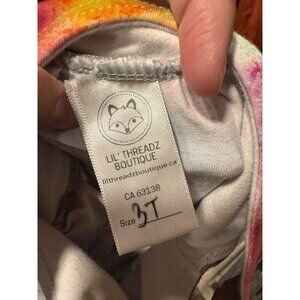 LIL' THREADZ
BOUTIQUE
lilthreadzboutique.ca
CA 63138
Size 3T